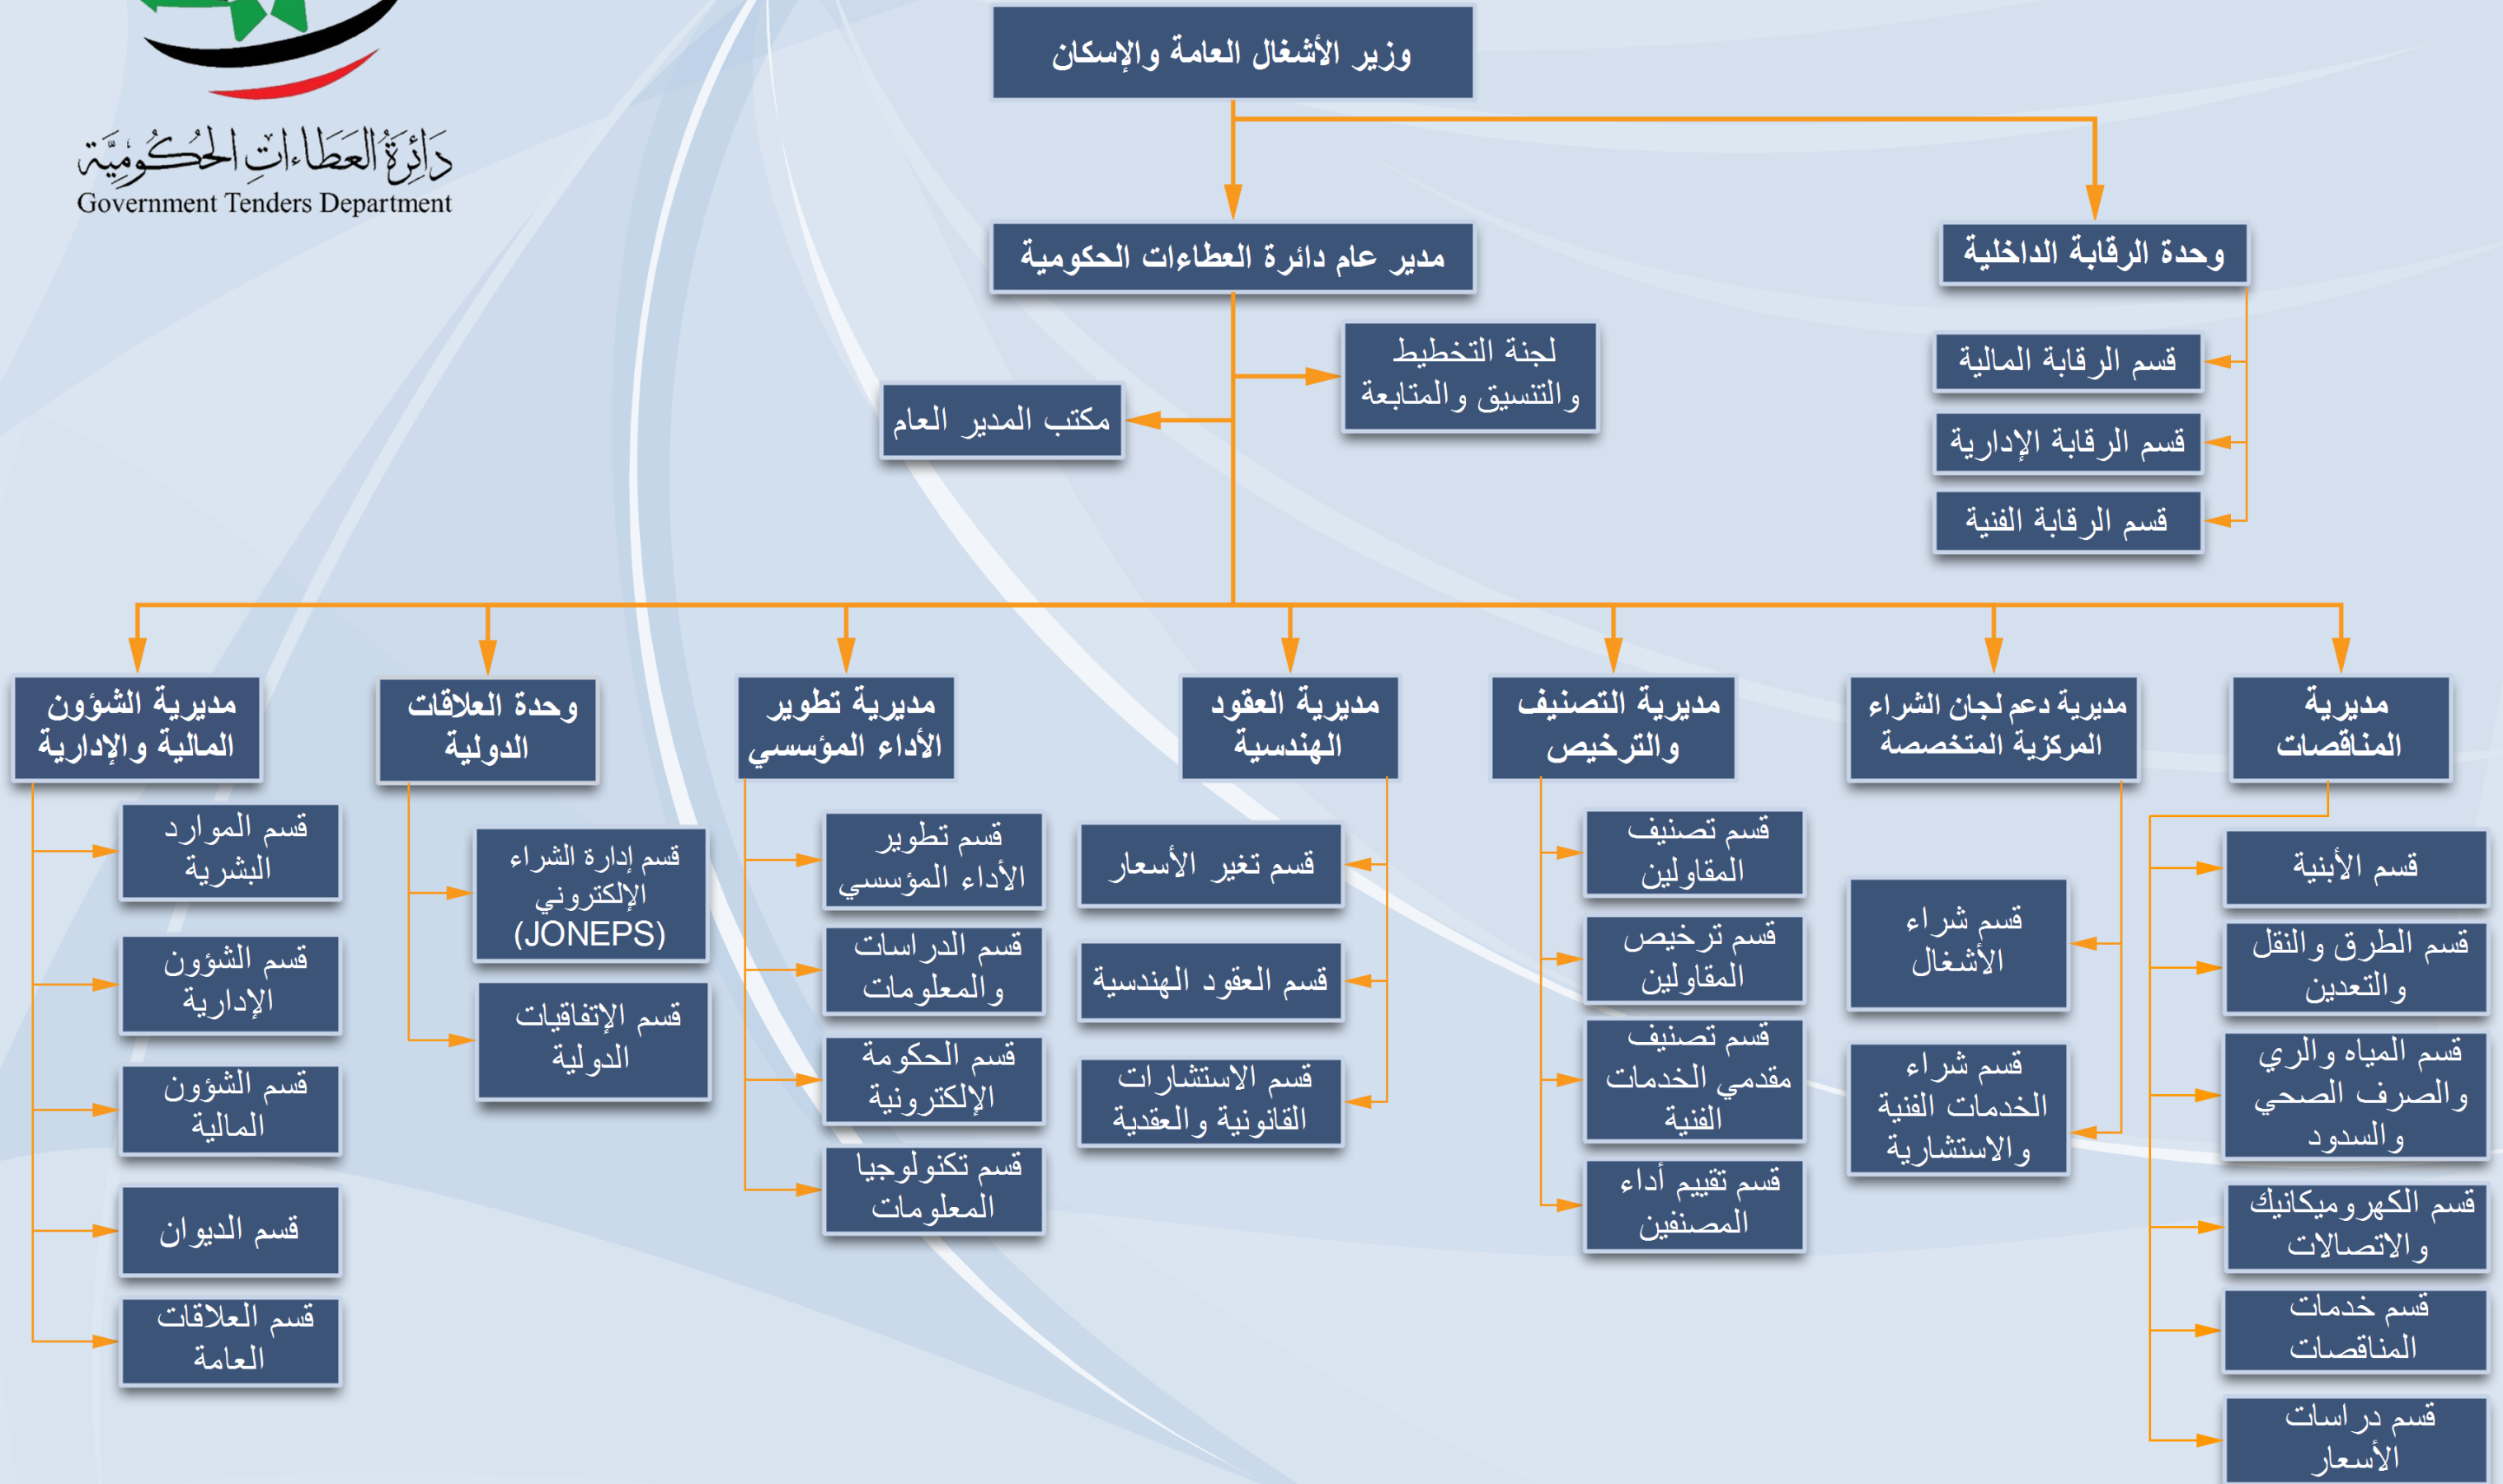 دَائِرَةُ العَطَاءاتِ الحُكُومِيَّة
Government Tenders Department
وزير الأشغال العامة والإسكان
مدير عام دائرة العطاءات الحكومية
وحدة الرقابة الداخلية
قسم الرقابة المالية
قسم الرقابة الإدارية
قسم الرقابة الفنية
لجنة التخطيط
والتنسيق والمتابعة
مكتب المدير العام
مديرية
المناقصات
قسم الأبنية
قسم الطرق والنقل
والتعدين
قسم المياه والري
والصرف الصحي
والسدود
قسم الكهروميكانيك
والاتصالات
قسم خدمات
المناقصات
قسم دراسات
الأسعار
مديرية دعم لجان الشراء
المركزية المتخصصة
قسم شراء
الأشغال
قسم شراء
الخدمات الفنية
والاستشارية
مديرية التصنيف
والترخيص
قسم تصنيف
المقاولين
قسم ترخيص
المقاولين
قسم تصنيف
مقدمي الخدمات
الفنية
قسم تقييم أداء
المصنفين
مديرية العقود
الهندسية
قسم تغير الأسعار
قسم العقود الهندسية
قسم الاستشارات
القانونية والعقدية
مديرية تطوير
الأداء المؤسسي
قسم تطوير
الأداء المؤسسي
قسم الدراسات
والمعلومات
قسم الحكومة
الإلكترونية
قسم تكنولوجيا
المعلومات
وحدة العلاقات
الدولية
قسم إدارة الشراء
الإلكتروني
(JONEPS)
قسم الإتفاقيات
الدولية
مديرية الشؤون
المالية والإدارية
قسم الموارد
البشرية
قسم الشؤون
الإدارية
قسم الشؤون
المالية
قسم الديوان
قسم العلاقات
العامة